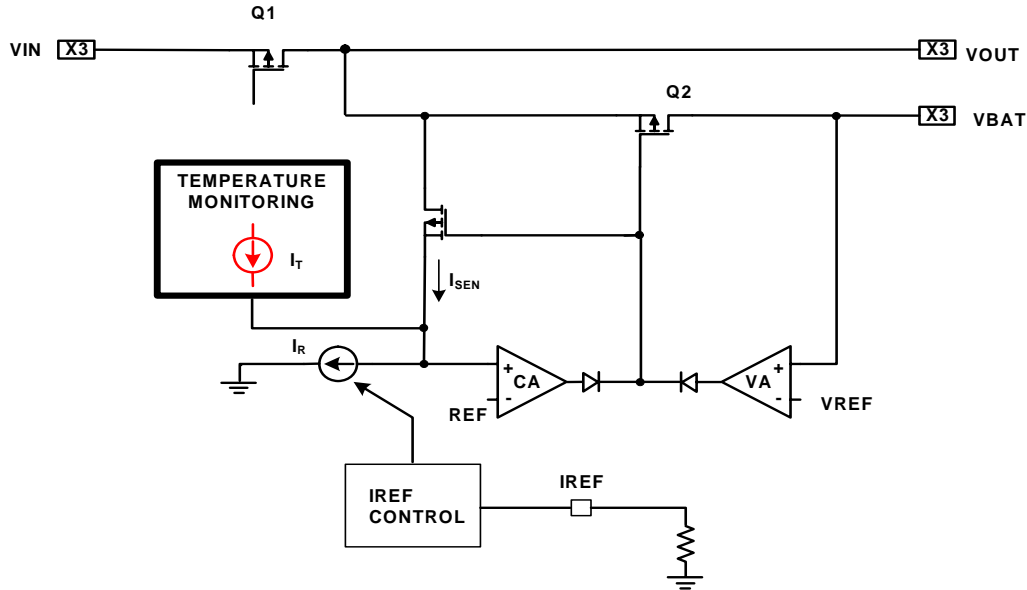 Q1
VIN
X3
X3
VOUT
Q2
X3
VBAT
TEMPERATURE
MONITORING
IT
ISEN
IR
+
CA
-
REF
+
VA
-
VREF
IREF
CONTROL
IREF